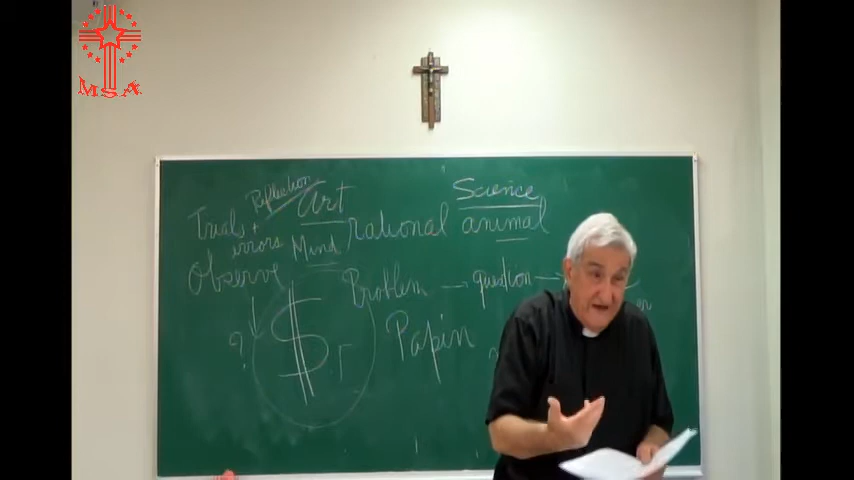 MSA
Reflection
Art
Science
Trials +
errors
Mind
rational animal
Observe
Problem → question →
?
$
Papin